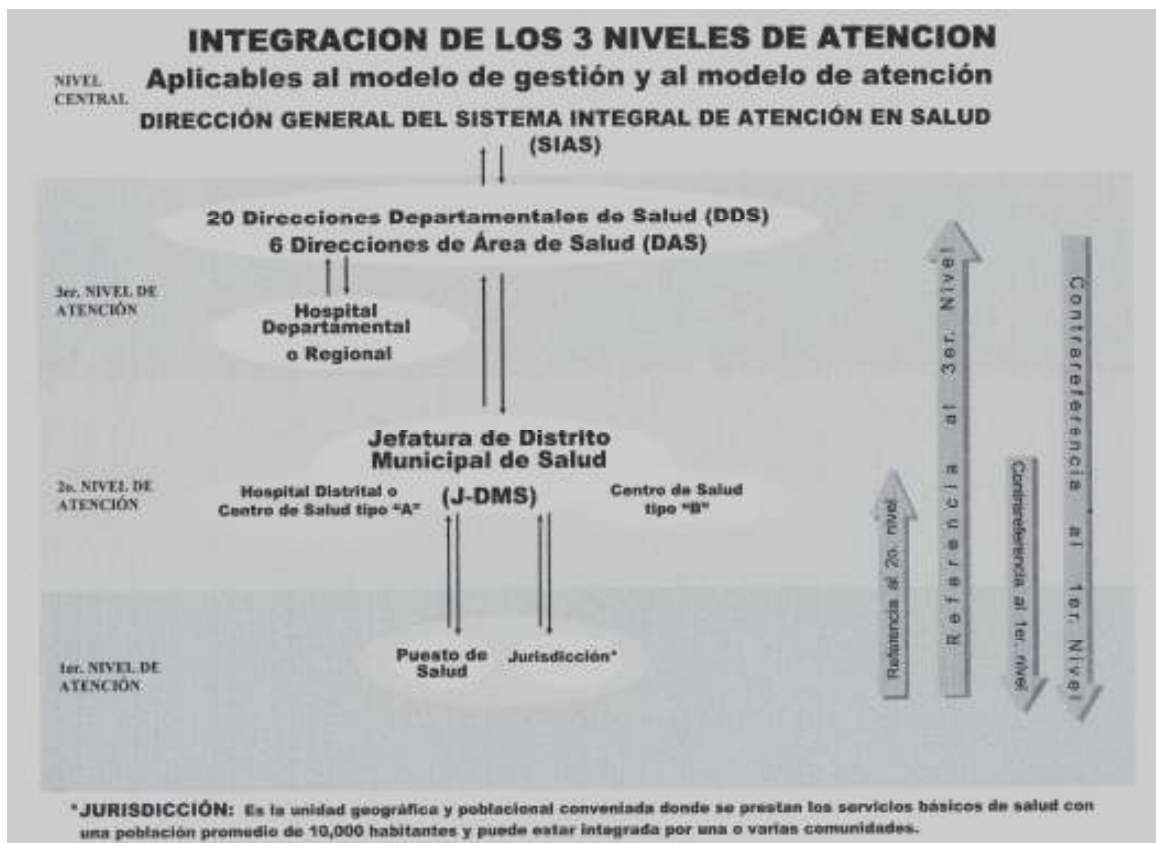 INTEGRACION DE LOS 3 NIVELES DE ATENCION
NIVEL
CENTRAL
Aplicables al modelo de gestión y al modelo de atención
DIRECCIÓN GENERAL DEL SISTEMA INTEGRAL DE ATENCIÓN EN SALUD
(SIAS)
20 Direcciones Departamentales de Salud (DDS)
6 Direcciones de Área de Salud (DAS)
3er. NIVEL DE
ATENCIÓN
Hospital
Departamental
o Regional
Jefatura de Distrito
Municipal de Salud
(J-DMS)
2o. NIVEL DE
ATENCIÓN
Hospital Distrital o
Centro de Salud tipo “A”
Centro de Salud
tipo “B”
1er. NIVEL DE
ATENCIÓN
Puesto de
Salud
Jurisdicción*
Referencia al 2o. nivel
Referencia al 3er. Nivel
Contrareferencia al 1er. nivel
Contrareferencia al 1er. Nivel
*JURISDICCIÓN: Es la unidad geográfica y poblacional conveniada donde se prestan los servicios básicos de salud con
una población promedio de 10,000 habitantes y puede estar integrada por una o varias comunidades.